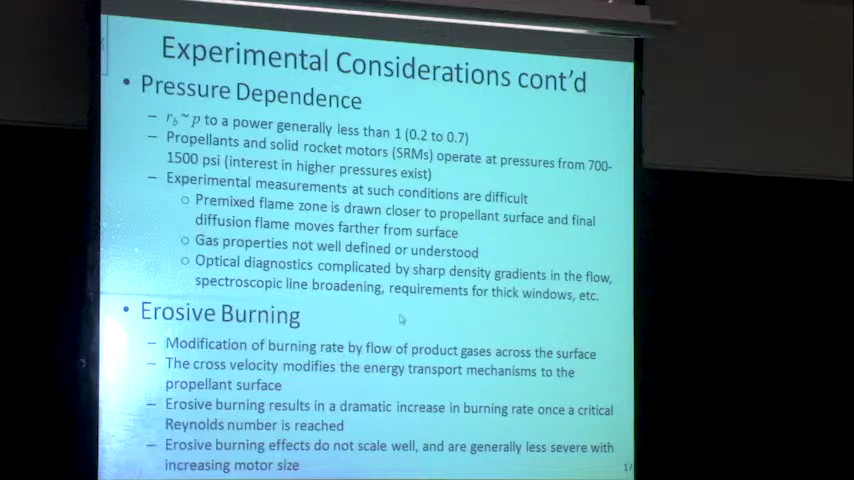 Experimental Considerations cont'd
• Pressure Dependence
– r_b ~ p to a power generally less than 1 (0.2 to 0.7)
– Propellants and solid rocket motors (SRMs) operate at pressures from 700-
1500 psi (interest in higher pressures exist)
– Experimental measurements at such conditions are difficult
○ Premixed flame zone is drawn closer to propellant surface and final
diffusion flame moves farther from surface
○ Gas properties not well defined or understood
○ Optical diagnostics complicated by sharp density gradients in the flow,
spectroscopic line broadening, requirements for thick windows, etc.
• Erosive Burning
– Modification of burning rate by flow of product gases across the surface
– The cross velocity modifies the energy transport mechanisms to the
propellant surface
– Erosive burning results in a dramatic increase in burning rate once a critical
Reynolds number is reached
– Erosive burning effects do not scale well, and are generally less severe with
increasing motor size
17